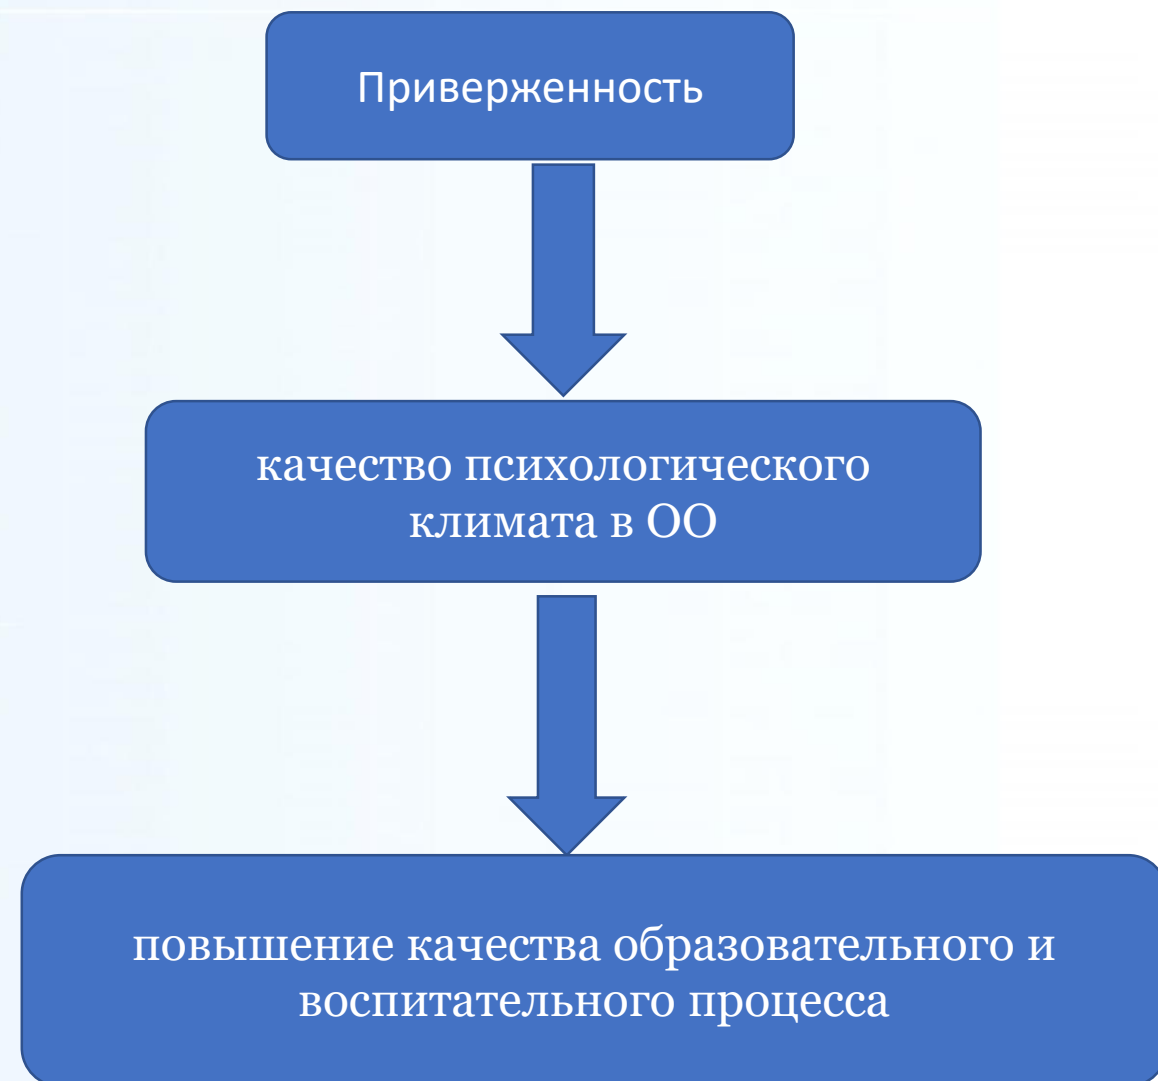 Приверженность
качество психологического
климата в ОО
повышение качества образовательного и
воспитательного процесса